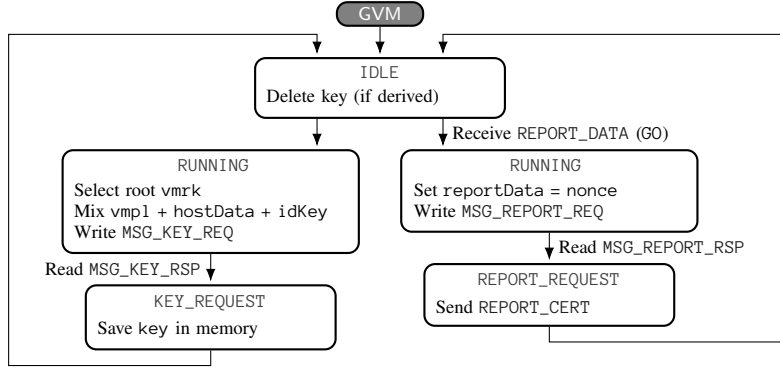 GVM
IDLE
Delete key (if derived)
Receive REPORT_DATA (GO)
RUNNING
Select root vmrk
Mix vmpl + hostData + idKey
Write MSG_KEY_REQ
RUNNING
Set reportData = nonce
Write MSG_REPORT_REQ
Read MSG_KEY_RSP
Read MSG_REPORT_RSP
KEY_REQUEST
Save key in memory
REPORT_REQUEST
Send REPORT_CERT